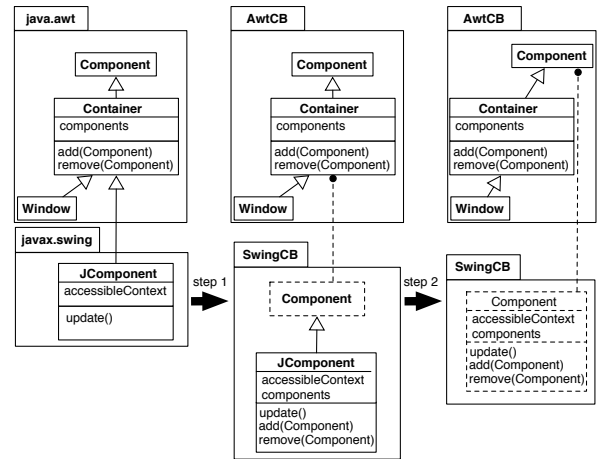 java.awt
Component
Container
components
add(Component)
remove(Component)
Window
javax.swing
JComponent
accessibleContext
update()
step 1
AwtCB
Component
Container
components
add(Component)
remove(Component)
Window
SwingCB
Component
JComponent
accessibleContext
components
update()
add(Component)
remove(Component)
step 2
AwtCB
Component
Container
components
add(Component)
remove(Component)
Window
SwingCB
Component
accessibleContext
components
update()
add(Component)
remove(Component)